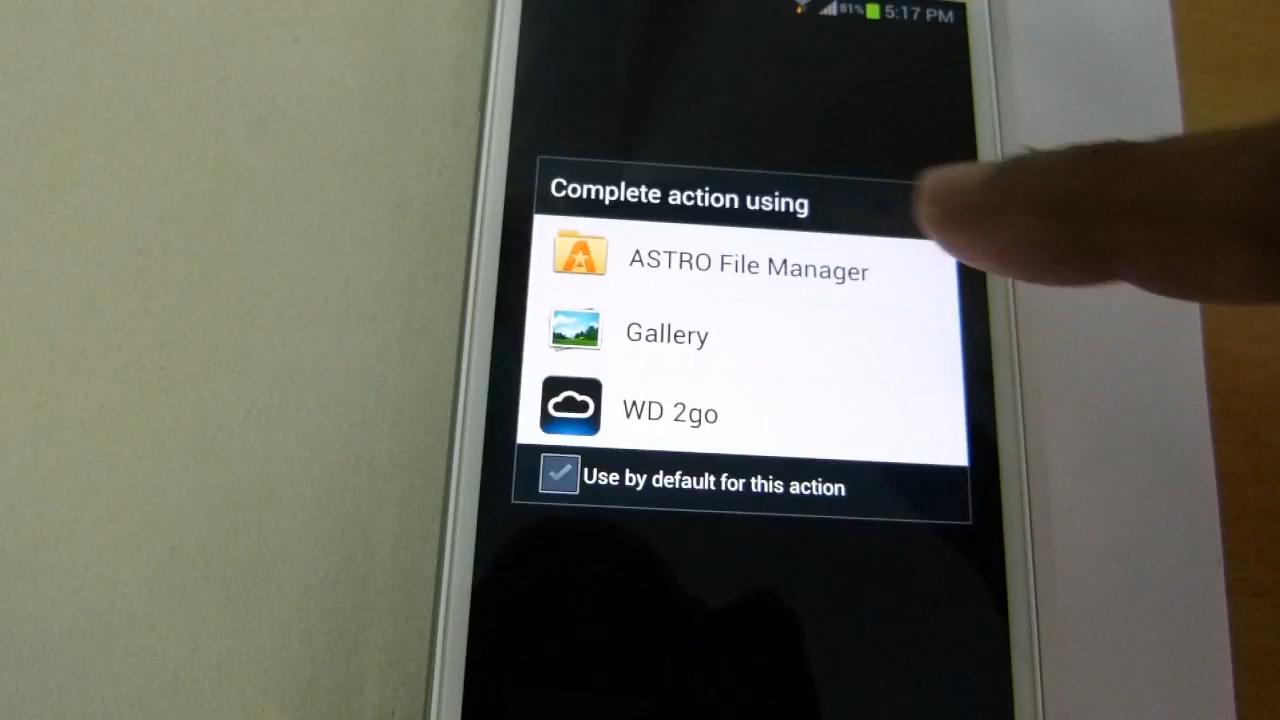 81% 5:17 PM
Complete action using
ASTRO File Manager
Gallery
WD 2go
Use by default for this action